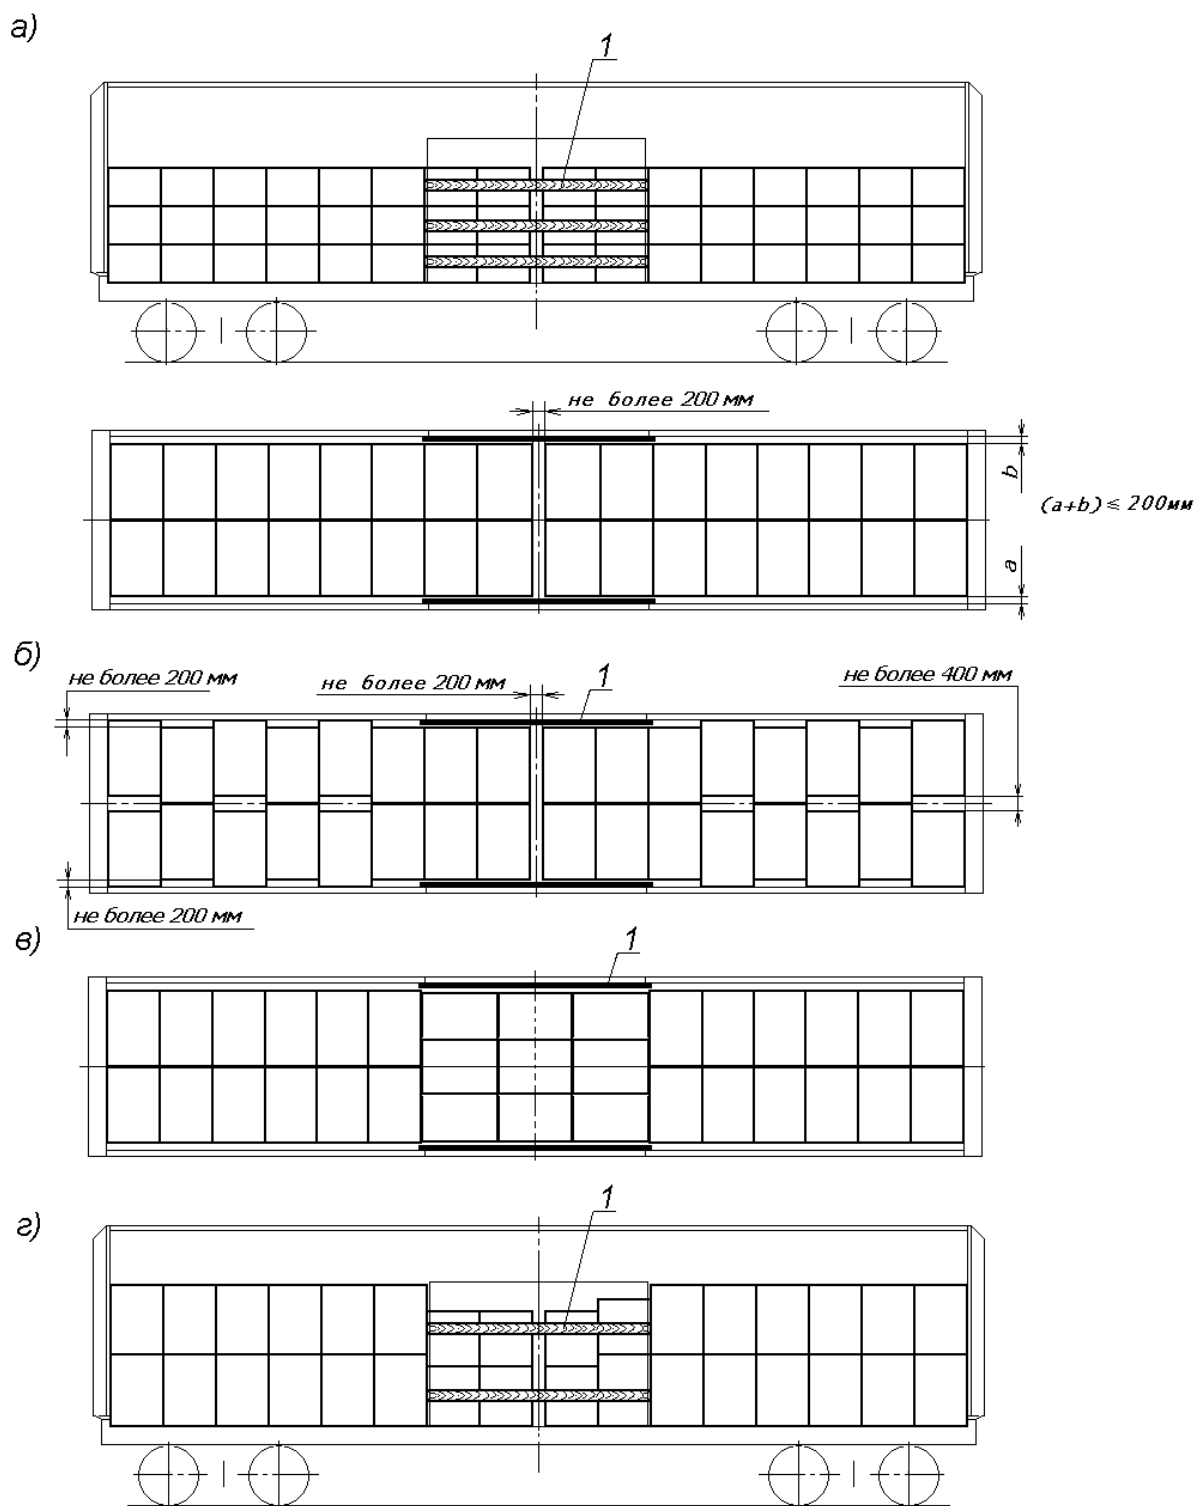 а)
1
не более 200 мм
b
(a+b) ≤ 200мм
a
б)
не более 200 мм
не более 200 мм
1
не более 400 мм
не более 200 мм
в)
1
г)
1